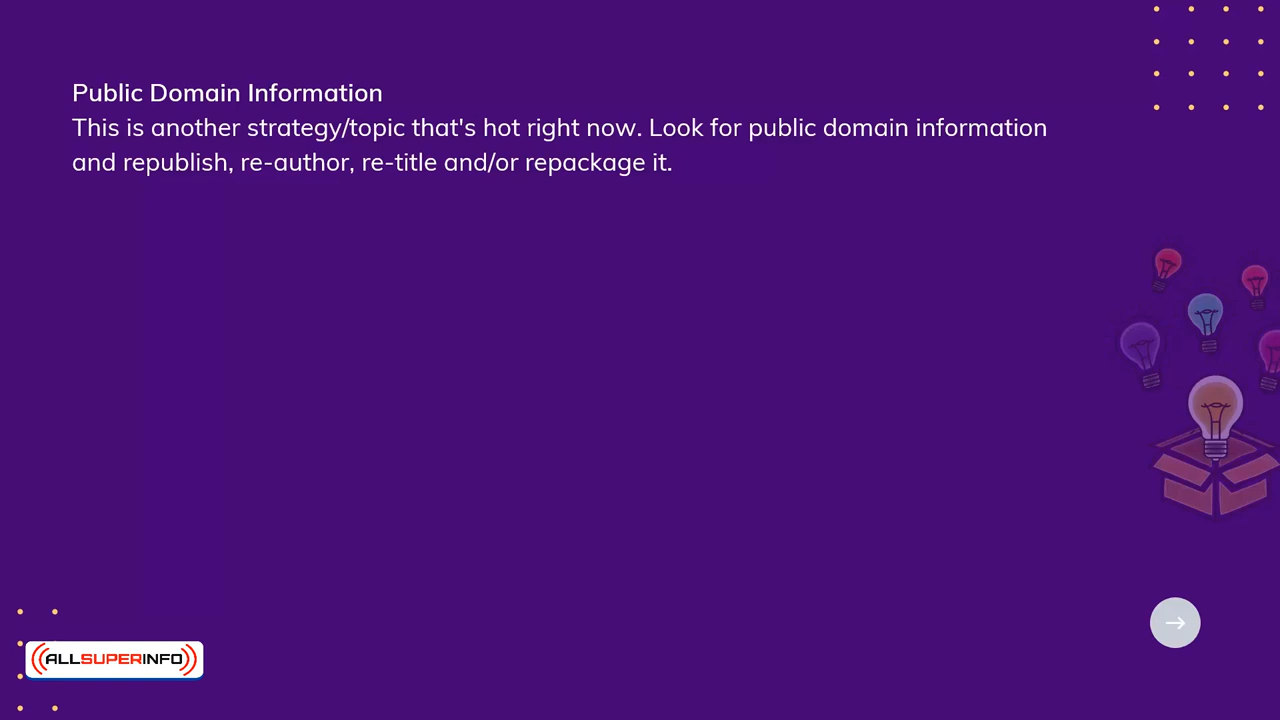 Public Domain Information
This is another strategy/topic that's hot right now. Look for public domain information
and republish, re-author, re-title and/or repackage it.
ALLSUPERINFO